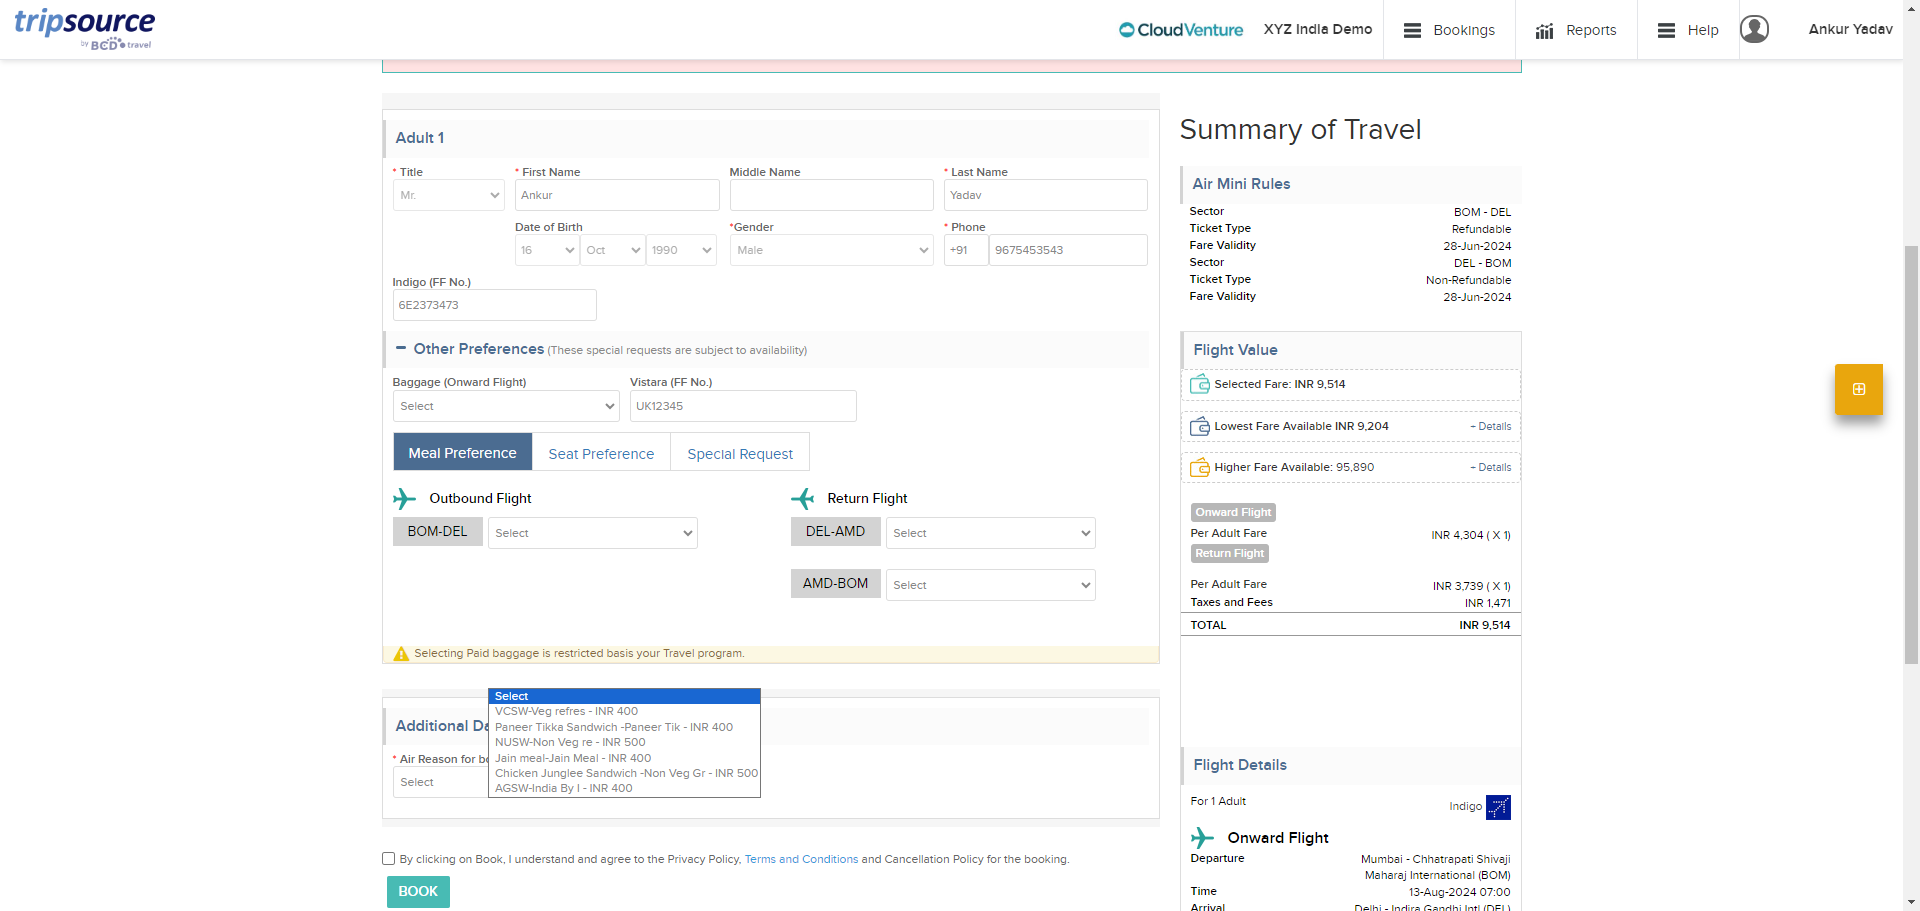 tripsource
by BCD travel
CloudVenture
XYZ India Demo
Bookings
Reports
Help
Ankur Yadav
Adult 1
* Title
* First Name
Middle Name
* Last Name
Mr.
Ankur
Yadav
Date of Birth
*Gender
* Phone
16
Oct
1990
Male
+91
9675453543
Indigo (FF No.)
6E2373473
Other Preferences (These special requests are subject to availability)
Baggage (Onward Flight)
Vistara (FF No.)
Select
UK12345
Meal Preference
Seat Preference
Special Request
Outbound Flight
Return Flight
BOM-DEL
Select
DEL-AMD
Select
AMD-BOM
Select
Selecting Paid baggage is restricted basis your Travel program.
Additional Da
* Air Reason for bo
Select
Select
VCSW-Veg refres - INR 400
Paneer Tikka Sandwich -Paneer Tik - INR 400
NUSW-Non Veg re - INR 500
Jain meal-Jain Meal - INR 400
Chicken Junglee Sandwich -Non Veg Gr - INR 500
AGSW-India By I - INR 400
By clicking on Book, I understand and agree to the Privacy Policy, Terms and Conditions and Cancellation Policy for the booking.
BOOK
Summary of Travel
Air Mini Rules
Sector BOM - DEL
Ticket Type Refundable
Fare Validity 28-Jun-2024
Sector DEL - BOM
Ticket Type Non-Refundable
Fare Validity 28-Jun-2024
Flight Value
Selected Fare: INR 9,514
Lowest Fare Available INR 9,204 + Details
Higher Fare Available: 95,890 + Details
Onward Flight
Per Adult Fare INR 4,304 ( X 1)
Return Flight
Per Adult Fare INR 3,739 ( X 1)
Taxes and Fees INR 1,471
TOTAL INR 9,514
Flight Details
For 1 Adult
Indigo
Onward Flight
Departure Mumbai - Chhatrapati Shivaji
Maharaj International (BOM)
Time 13-Aug-2024 07:00
Arrival Delhi - Indira Gandhi Intl (DEL)